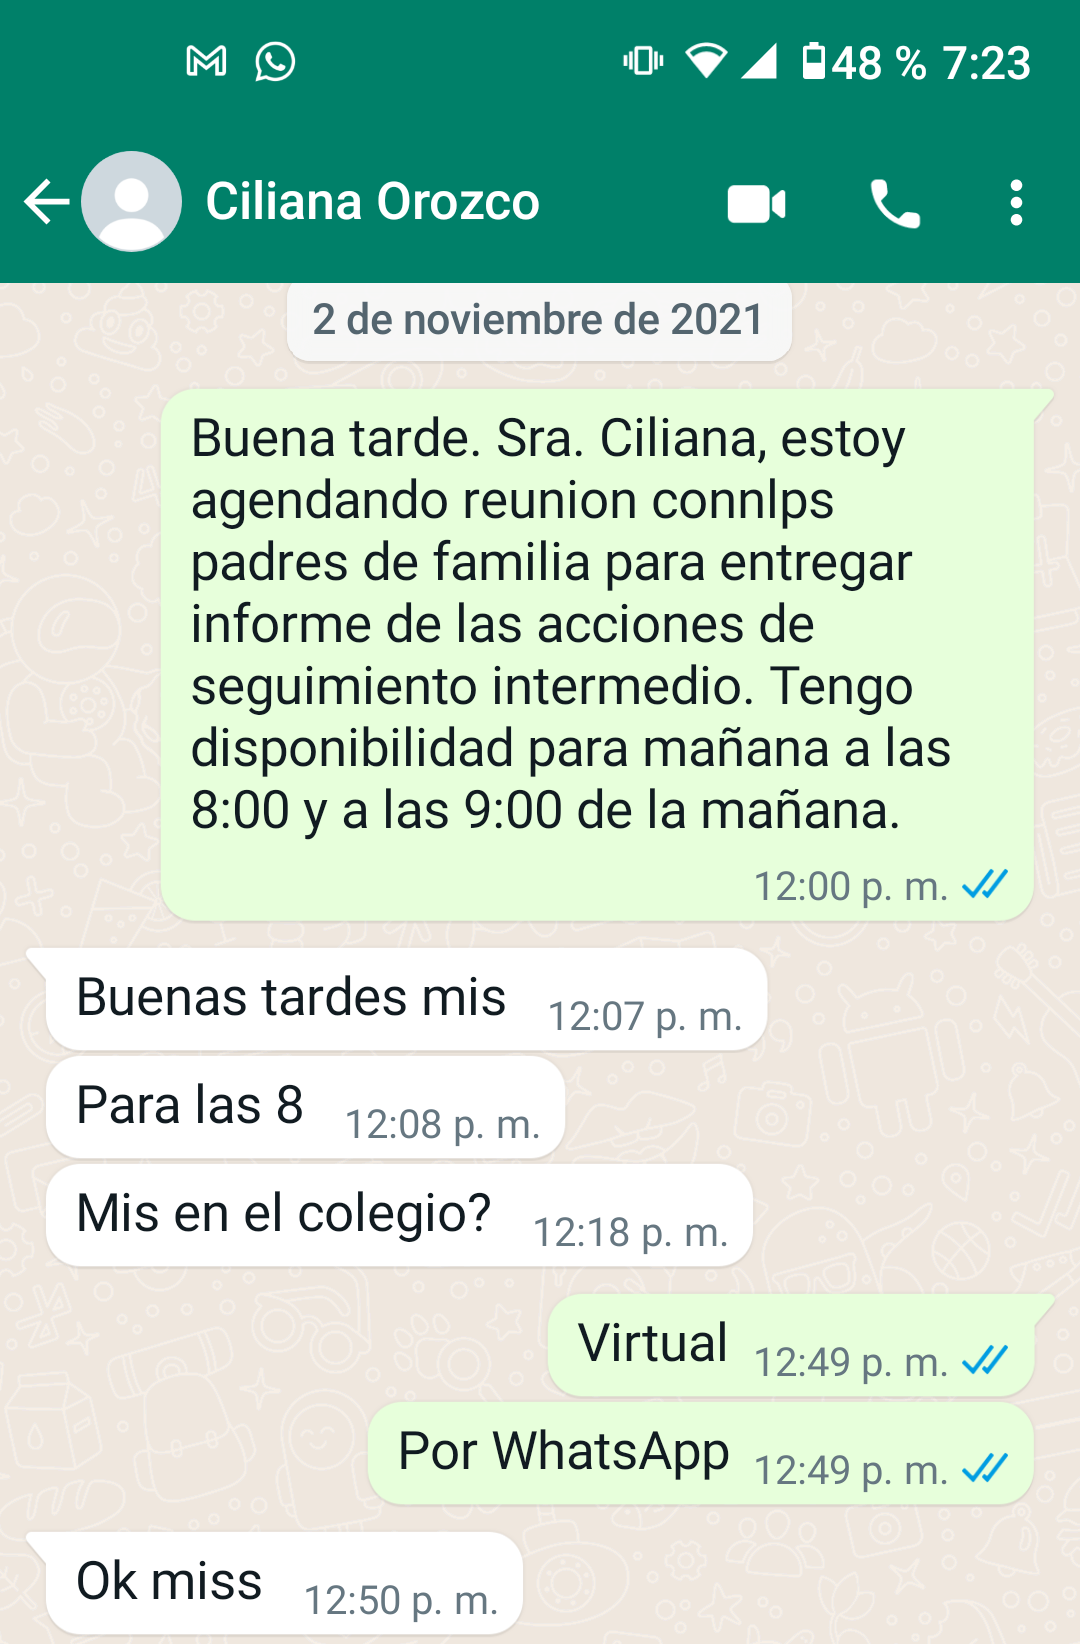 48 % 7:23
Ciliana Orozco
2 de noviembre de 2021
Buena tarde. Sra. Ciliana, estoy
agendando reunion connlps
padres de familia para entregar
informe de las acciones de
seguimiento intermedio. Tengo
disponibilidad para mañana a las
8:00 y a las 9:00 de la mañana.
12:00 p. m.
Buenas tardes mis 12:07 p. m.
Para las 8 12:08 p. m.
Mis en el colegio? 12:18 p. m.
Virtual 12:49 p. m.
Por WhatsApp 12:49 p. m.
Ok miss 12:50 p. m.